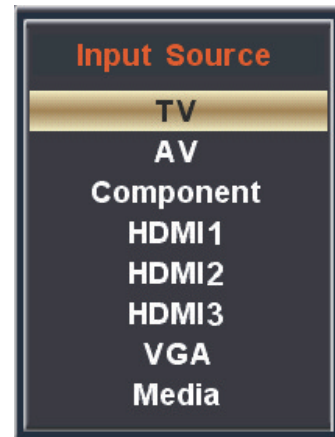 Input Source
TV
AV
Component
HDMI1
HDMI2
HDMI3
VGA
Media